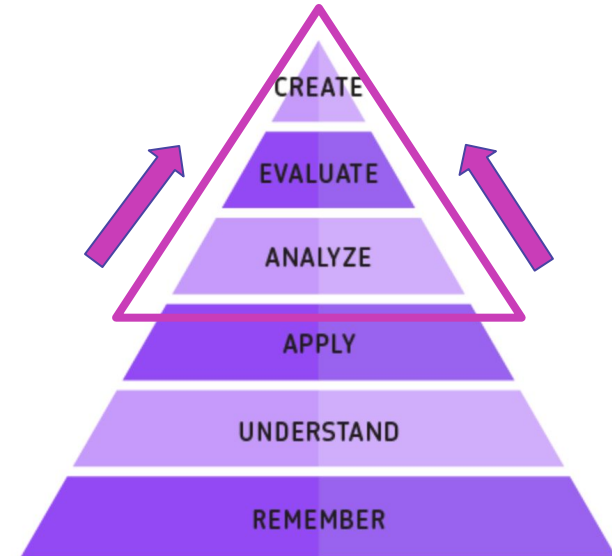 CREATE
EVALUATE
ANALYZE
APPLY
UNDERSTAND
REMEMBER